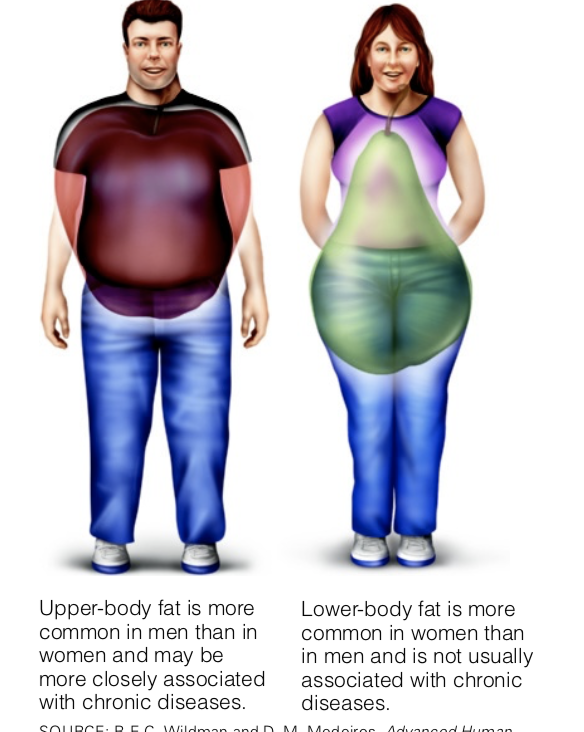 Upper-body fat is more
common in men than in
women and may be
more closely associated
with chronic diseases.
Lower-body fat is more
common in women than
in men and is not usually
associated with chronic
diseases.
SOURCE: R.E.C. Wildman and D. M. Medeiros, Advanced Human